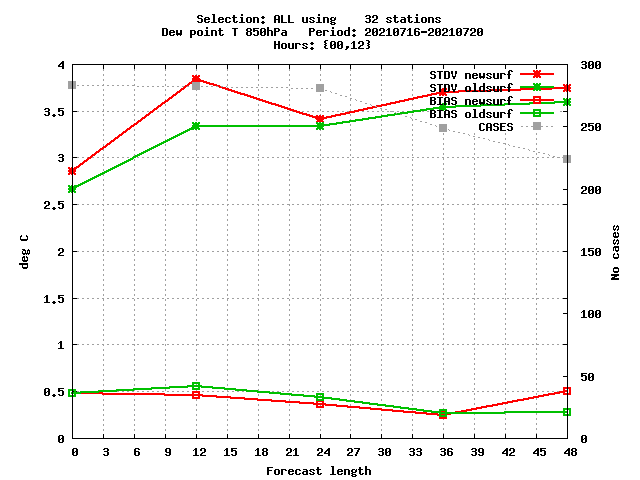 Selection: ALL using    32 stations
Dew point T 850hPa   Period: 20210716-20210720
Hours: {00,12}
STDV newsurf
STDV oldsurf
BIAS newsurf
BIAS oldsurf
CASES
4
3.5
3
2.5
2
1.5
1
0.5
0
deg C
300
250
200
150
100
50
0
No cases
0 3 6 9 12 15 18 21 24 27 30 33 36 39 42 45 48
Forecast length